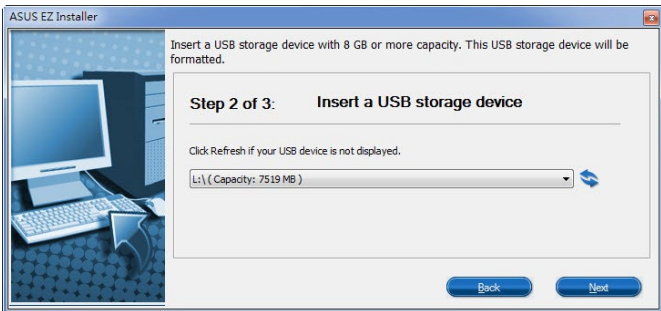 ASUS EZ Installer
Insert a USB storage device with 8 GB or more capacity. This USB storage device will be
formatted.
Step 2 of 3: Insert a USB storage device
Click Refresh if your USB device is not displayed.
L:\ ( Capacity: 7519 MB )
Back Next